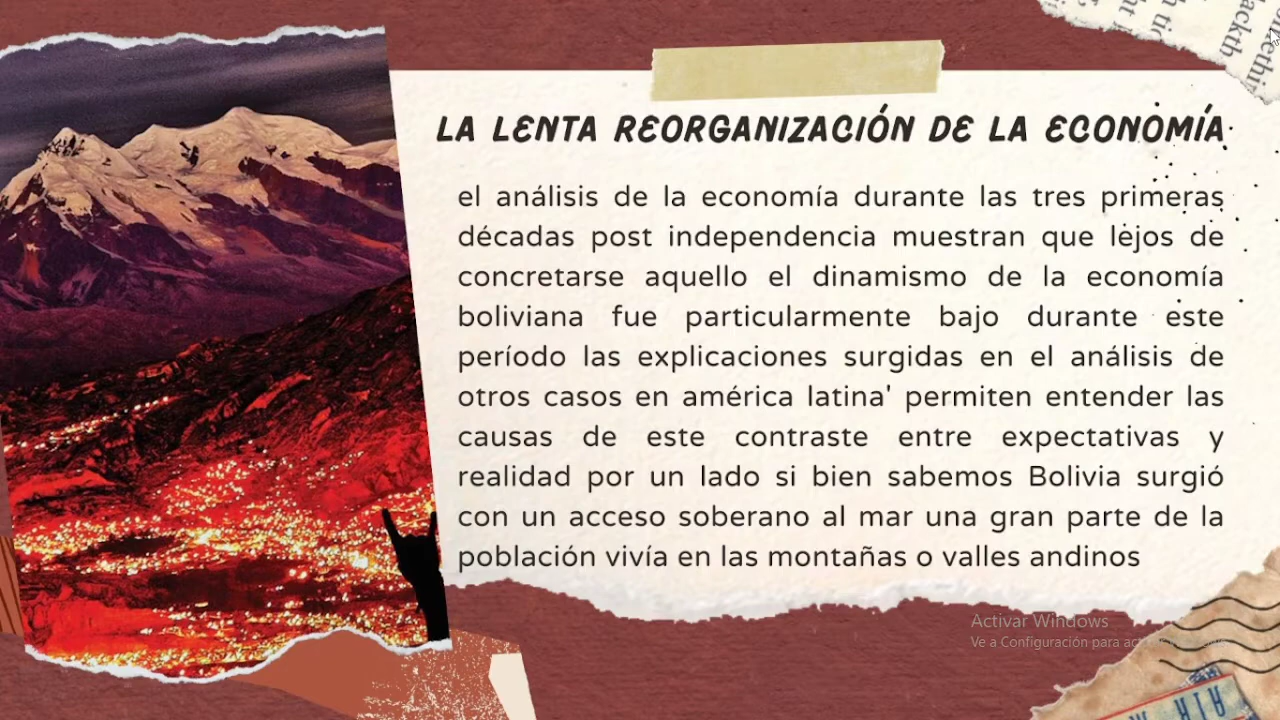 LA LENTA REORGANIZACIÓN DE LA ECONOMÍA
el análisis de la economía durante las tres primeras
décadas post independencia muestran que lejos de
concretarse aquello el dinamismo de la economía
boliviana fue particularmente bajo durante este
período las explicaciones surgidas en el análisis de
otros casos en américa latina' permiten entender las
causas de este contraste entre expectativas y
realidad por un lado si bien sabemos Bolivia surgió
con un acceso soberano al mar una gran parte de la
población vivía en las montañas o valles andinos
Activar Windows
Ve a Configuración para
AIR